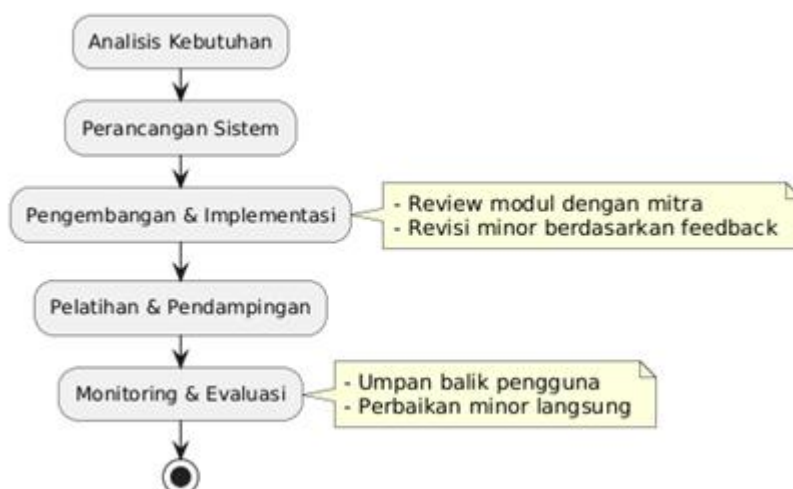 Analisis Kebutuhan
Perancangan Sistem
Pengembangan & Implementasi
- Review modul dengan mitra
- Revisi minor berdasarkan feedback
Pelatihan & Pendampingan
Monitoring & Evaluasi
- Umpan balik pengguna
- Perbaikan minor langsung